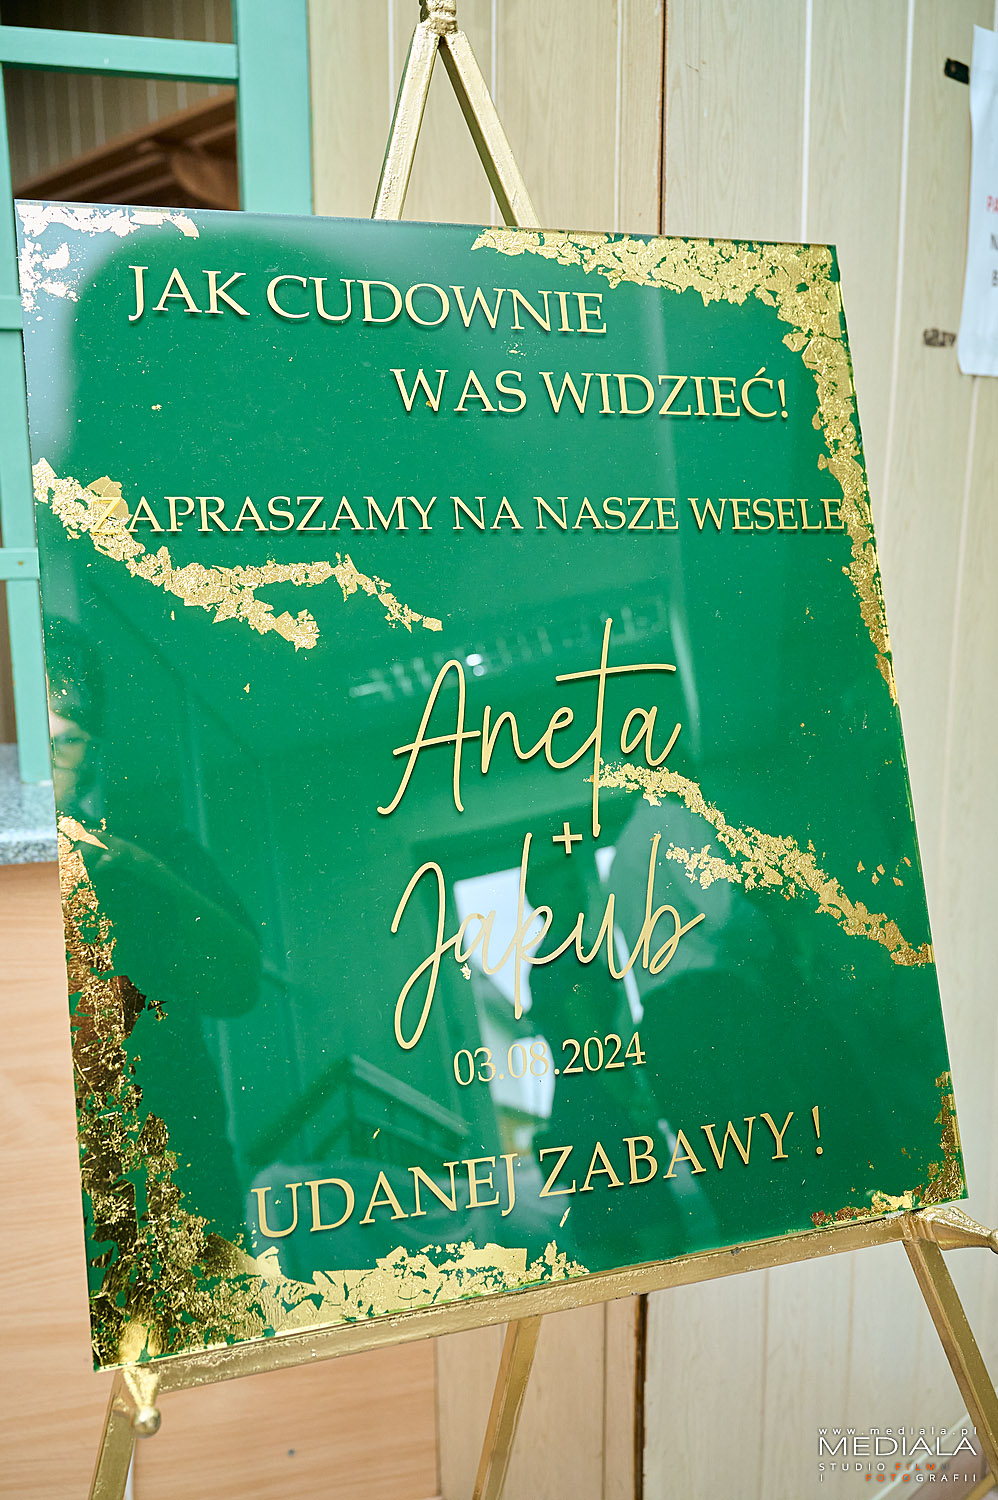 JAK CUDOWNIE
WAS WIDZIEĆ!
ZAPRASZAMY NA NASZE WESELE
Aneta
+
Jakub
03.08.2024
UDANEJ ZABAWY !
www.mediala.pl
MEDIALA
STUDIO FILMU
I FOTOGRAFII